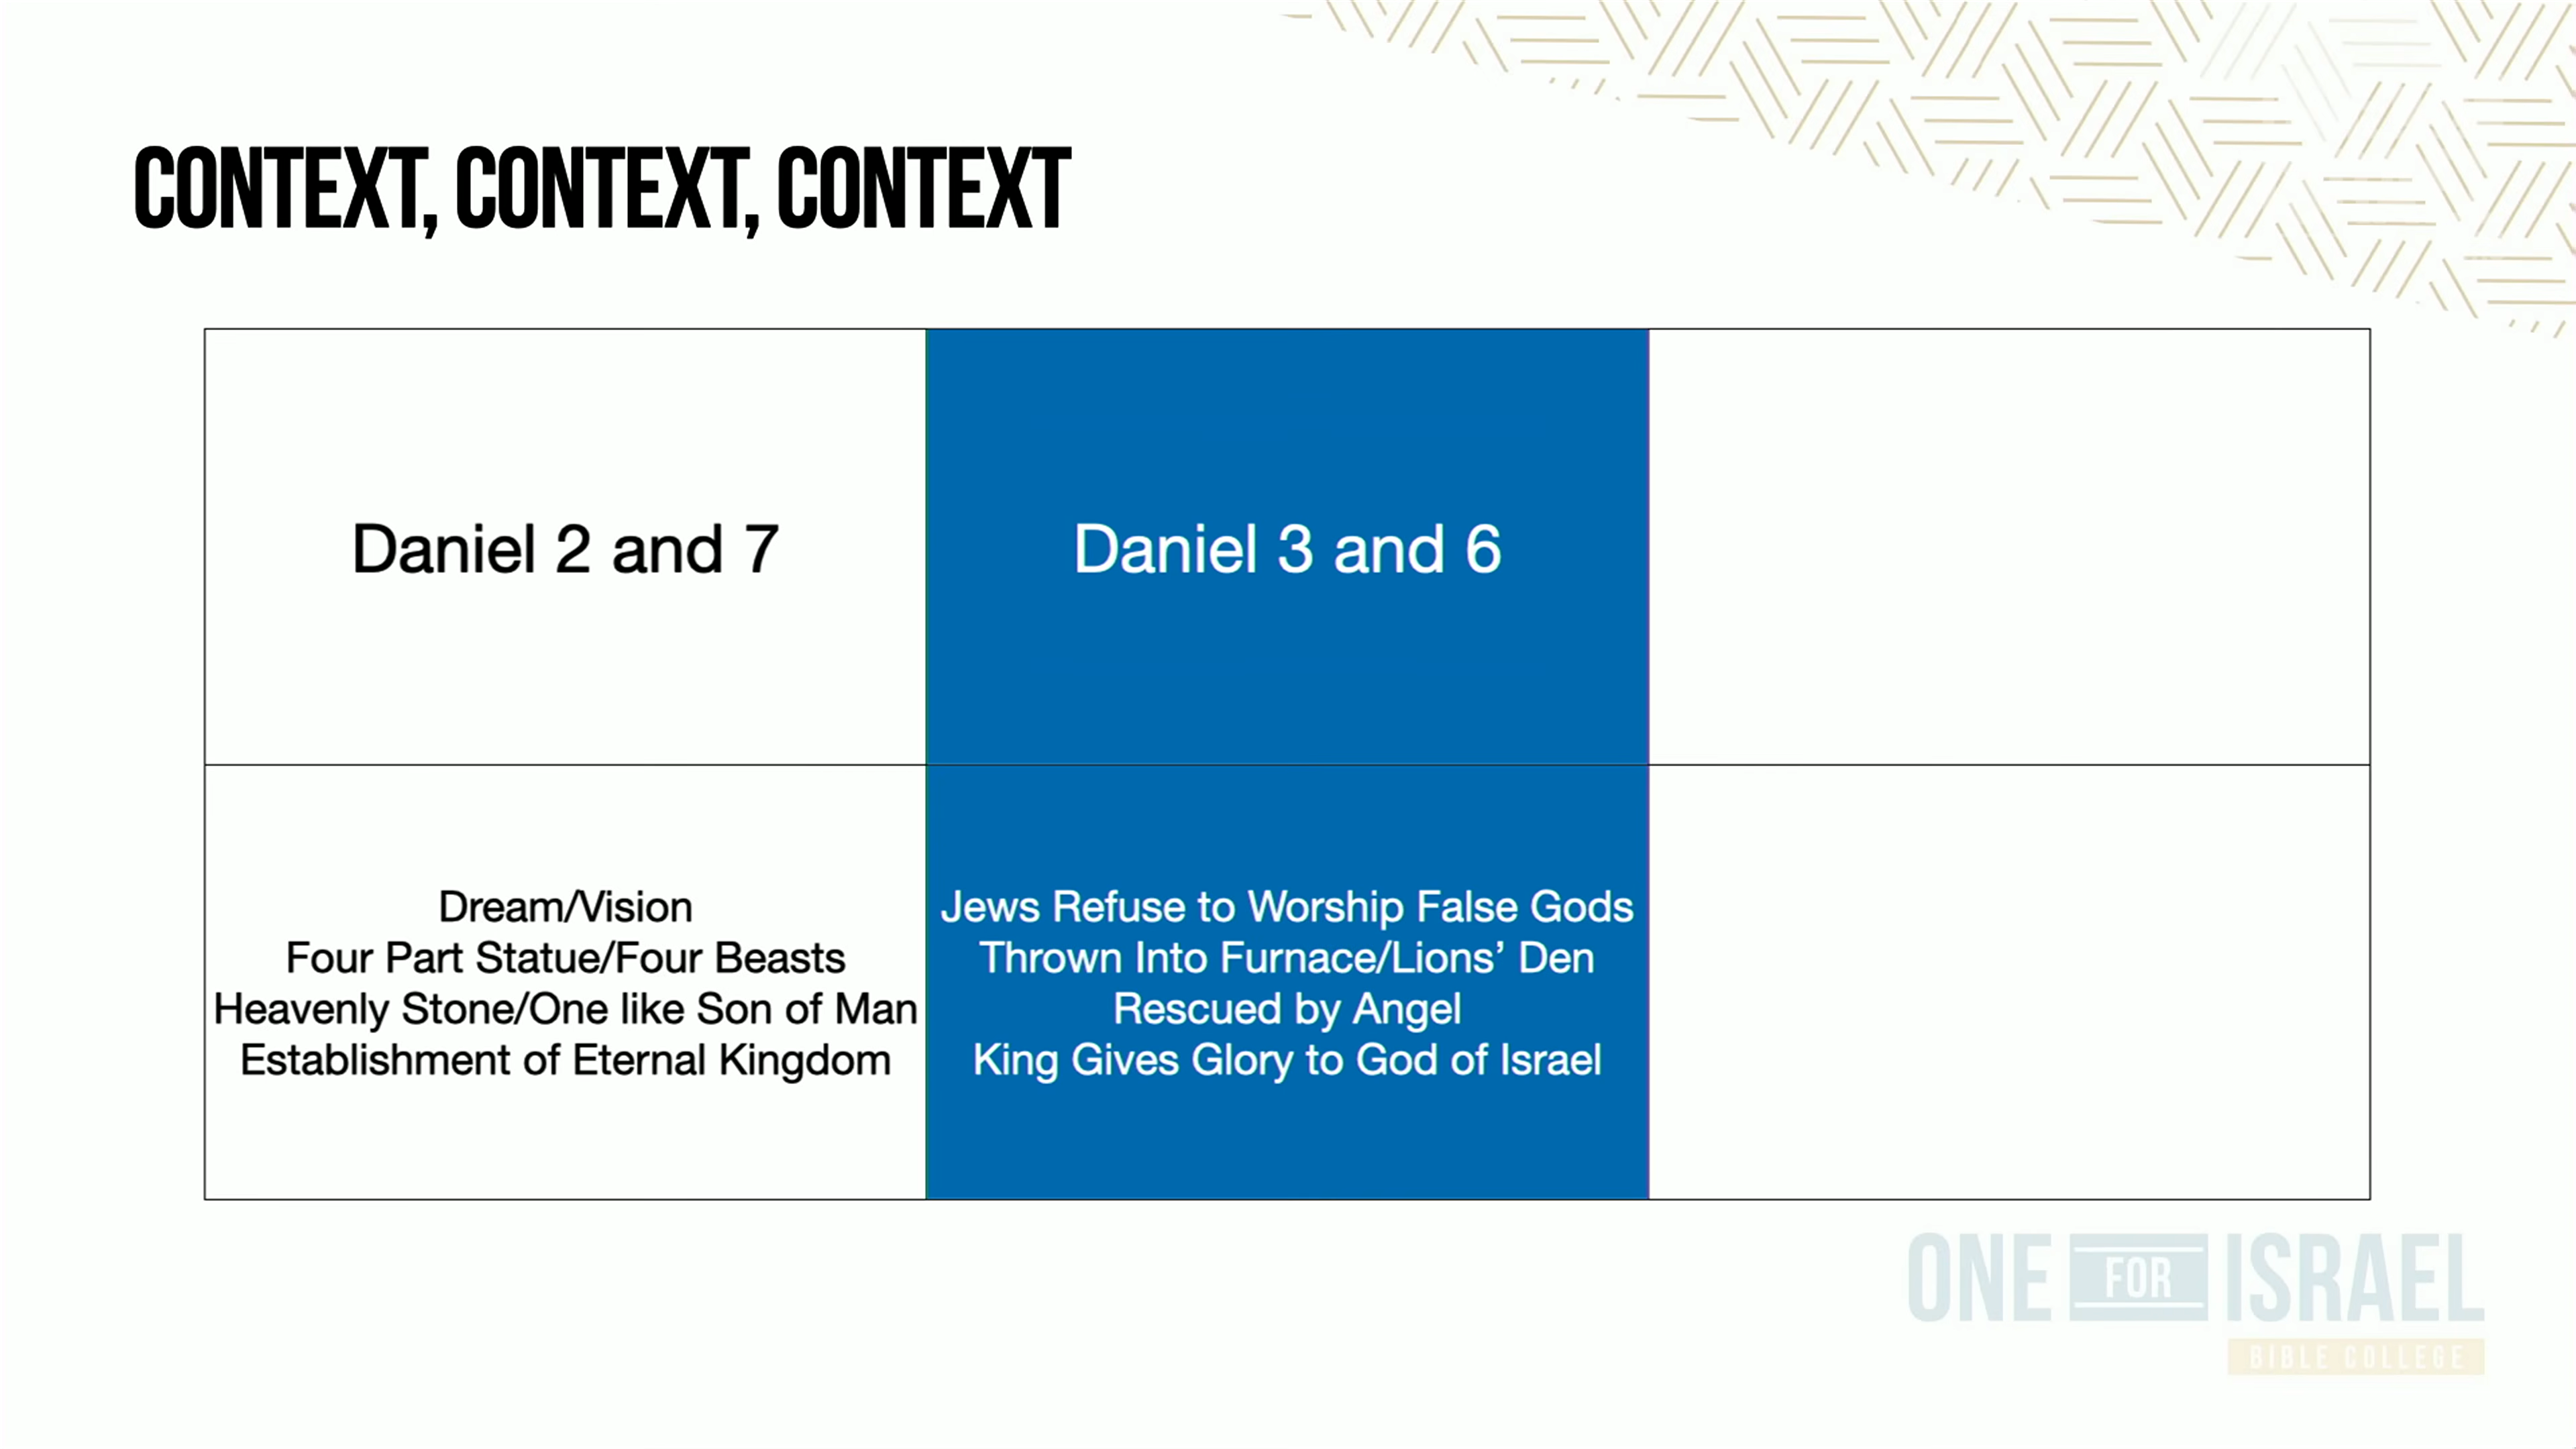 CONTEXT, CONTEXT, CONTEXT
Daniel 2 and 7
Daniel 3 and 6
Dream/Vision
Four Part Statue/Four Beasts
Heavenly Stone/One like Son of Man
Establishment of Eternal Kingdom
Jews Refuse to Worship False Gods
Thrown Into Furnace/Lions’ Den
Rescued by Angel
King Gives Glory to God of Israel
ONE FOR ISRAEL
BIBLE COLLEGE